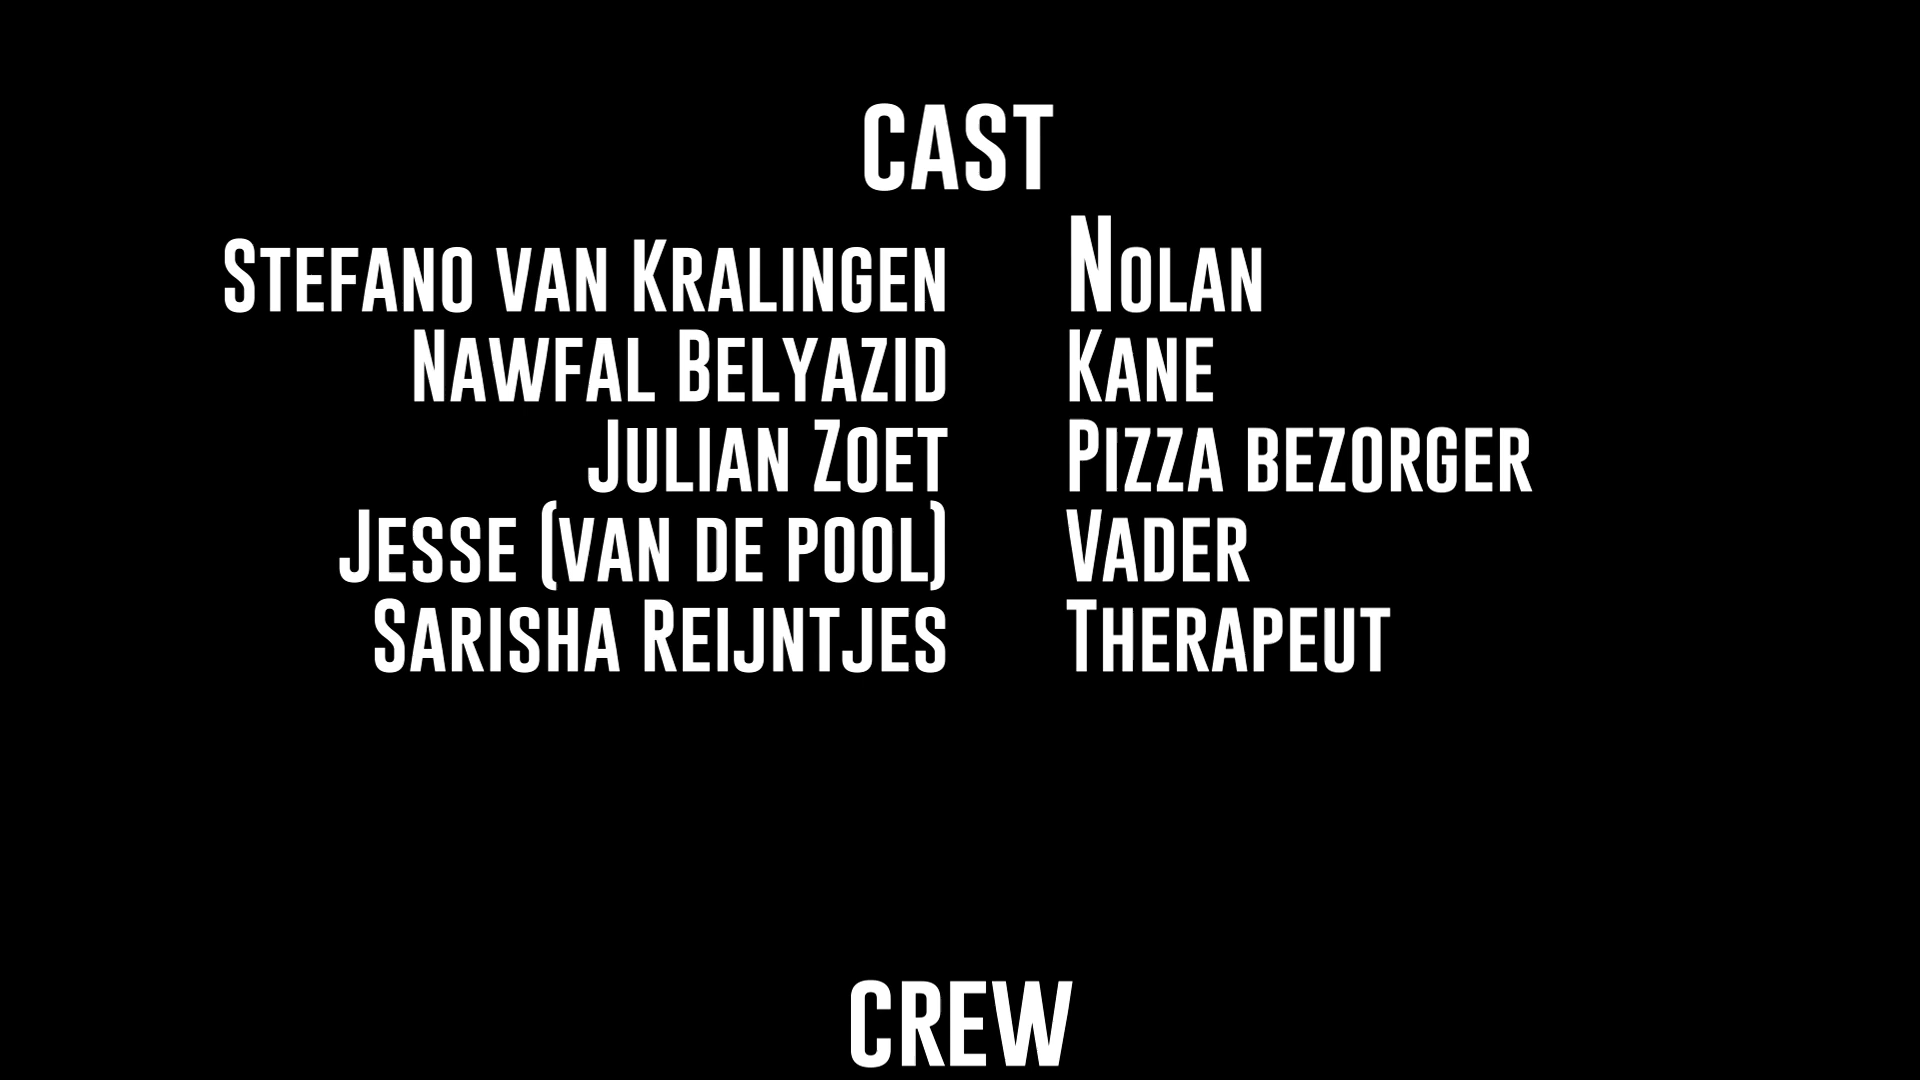 CAST
Stefano van Kralingen Nolan
Nawfal Belyazid Kane
Julian Zoet Pizza bezorger
Jesse (van de pool) Vader
Sarisha Reijntjes Therapeut
CREW